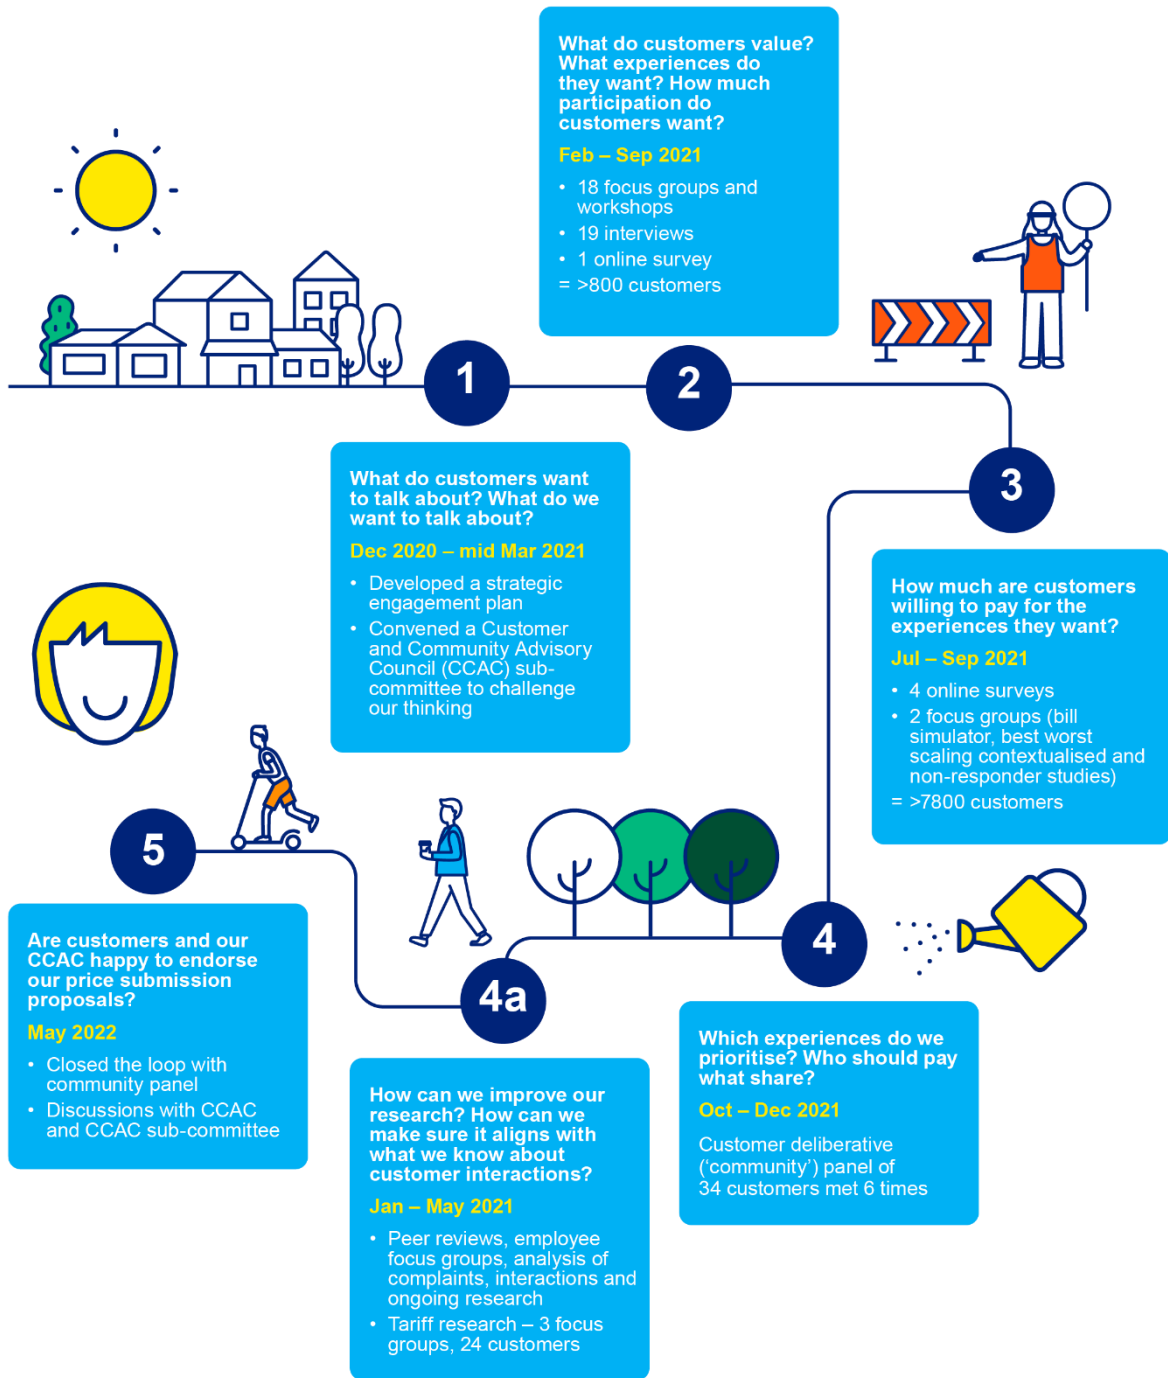 1
What do customers want
to talk about? What do we
want to talk about?
Dec 2020 – mid Mar 2021
• Developed a strategic
engagement plan
• Convened a Customer
and Community Advisory
Council (CCAC) sub-
committee to challenge
our thinking
2
What do customers value?
What experiences do
they want? How much
participation do
customers want?
Feb – Sep 2021
• 18 focus groups and
workshops
• 19 interviews
• 1 online survey
= >800 customers
3
How much are customers
willing to pay for the
experiences they want?
Jul – Sep 2021
• 4 online surveys
• 2 focus groups (bill
simulator, best worst
scaling contextualised and
non-responder studies)
= >7800 customers
4
Which experiences do we
prioritise? Who should pay
what share?
Oct – Dec 2021
Customer deliberative
(‘community’) panel of
34 customers met 6 times
4a
How can we improve our
research? How can we
make sure it aligns with
what we know about
customer interactions?
Jan – May 2021
• Peer reviews, employee
focus groups, analysis of
complaints, interactions and
ongoing research
• Tariff research – 3 focus
groups, 24 customers
5
Are customers and our
CCAC happy to endorse
our price submission
proposals?
May 2022
• Closed the loop with
community panel
• Discussions with CCAC
and CCAC sub-committee